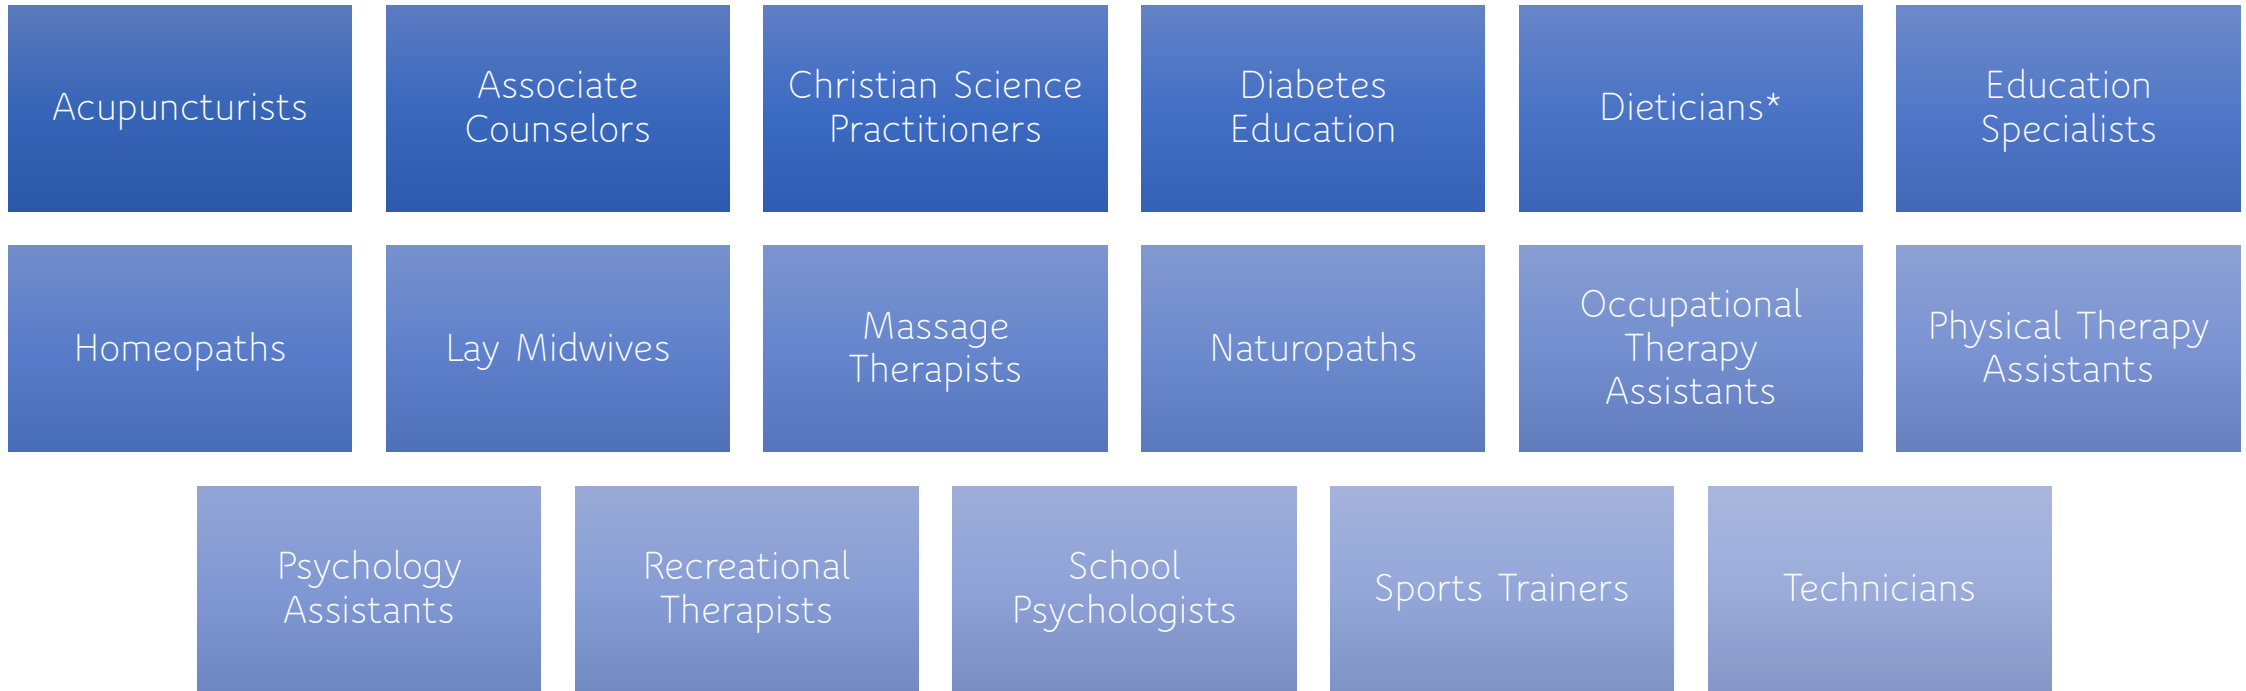 Acupuncturists
Associate
Counselors
Christian Science
Practitioners
Diabetes
Education
Dieticians*
Education
Specialists
Homeopaths
Lay Midwives
Massage
Therapists
Naturopaths
Occupational
Therapy
Assistants
Physical Therapy
Assistants
Psychology
Assistants
Recreational
Therapists
School
Psychologists
Sports Trainers
Technicians